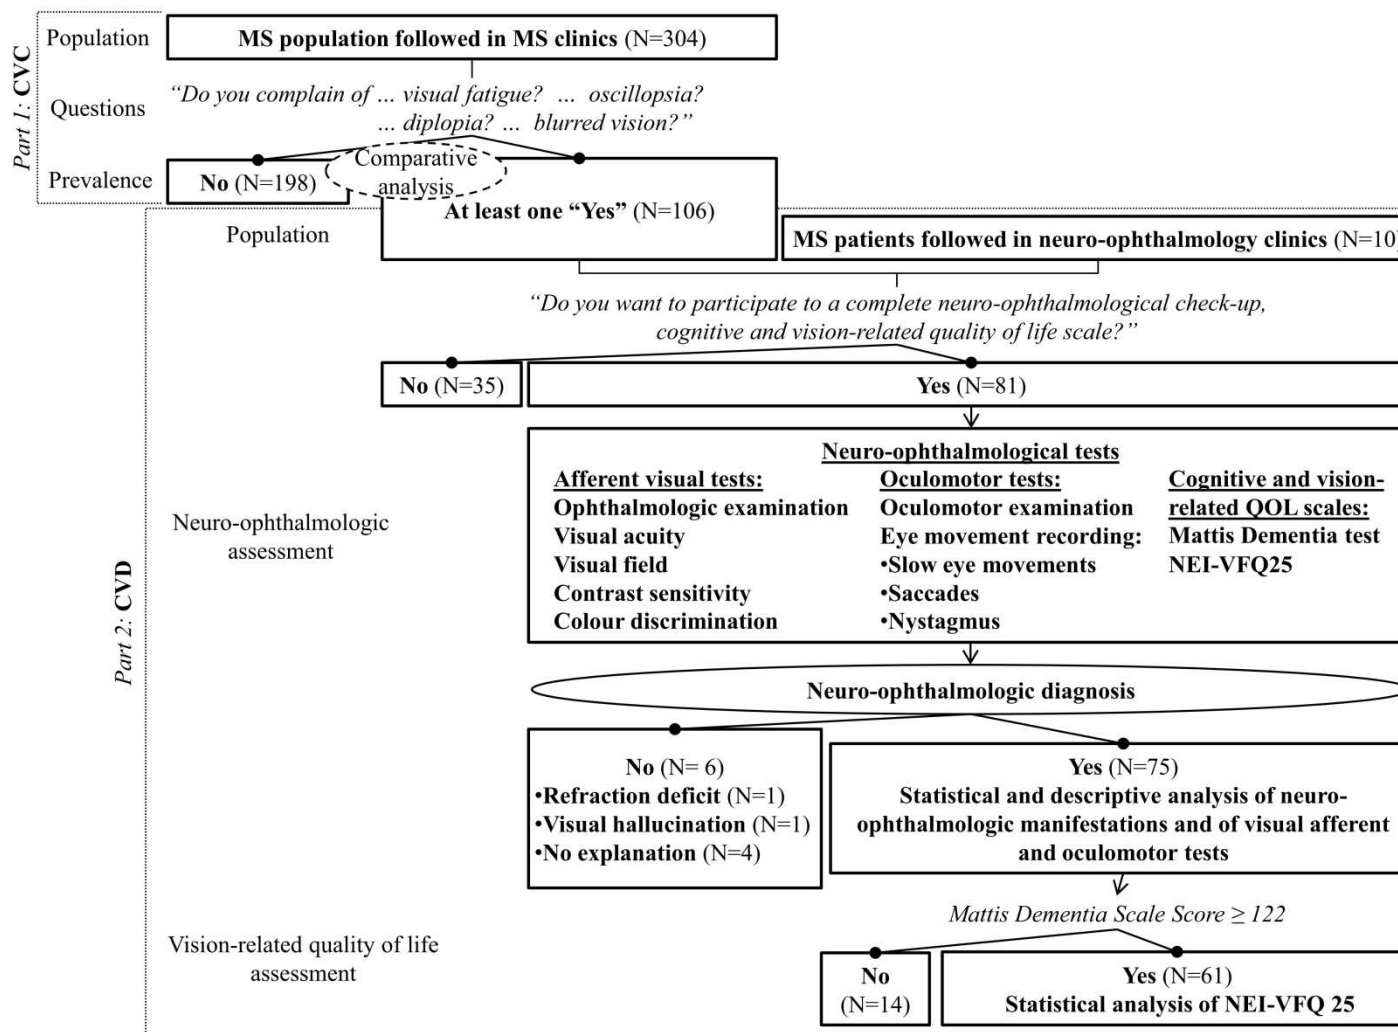 Part 1: CVC
Population
MS population followed in MS clinics (N=304)
Questions
“Do you complain of ... visual fatigue? ... oscillopsia?
... diplopia? ... blurred vision?”
Prevalence
No (N=198)
Comparative
analysis
At least one “Yes” (N=106)
Part 2: CVD
Population
MS patients followed in neuro-ophthalmology clinics (N=10)
“Do you want to participate to a complete neuro-ophthalmological check-up,
cognitive and vision-related quality of life scale?”
No (N=35)
Yes (N=81)
Neuro-ophthalmologic
assessment
Neuro-ophthalmological tests
Afferent visual tests:
Ophthalmologic examination
Visual acuity
Visual field
Contrast sensitivity
Colour discrimination
Oculomotor tests:
Oculomotor examination
Eye movement recording:
•Slow eye movements
•Saccades
•Nystagmus
Cognitive and vision-
related QOL scales:
Mattis Dementia test
NEI-VFQ25
Neuro-ophthalmologic diagnosis
No (N= 6)
•Refraction deficit (N=1)
•Visual hallucination (N=1)
•No explanation (N=4)
Yes (N=75)
Statistical and descriptive analysis of neuro-
ophthalmologic manifestations and of visual afferent
and oculomotor tests
Mattis Dementia Scale Score ≥ 122
Vision-related quality of life
assessment
No
(N=14)
Yes (N=61)
Statistical analysis of NEI-VFQ 25